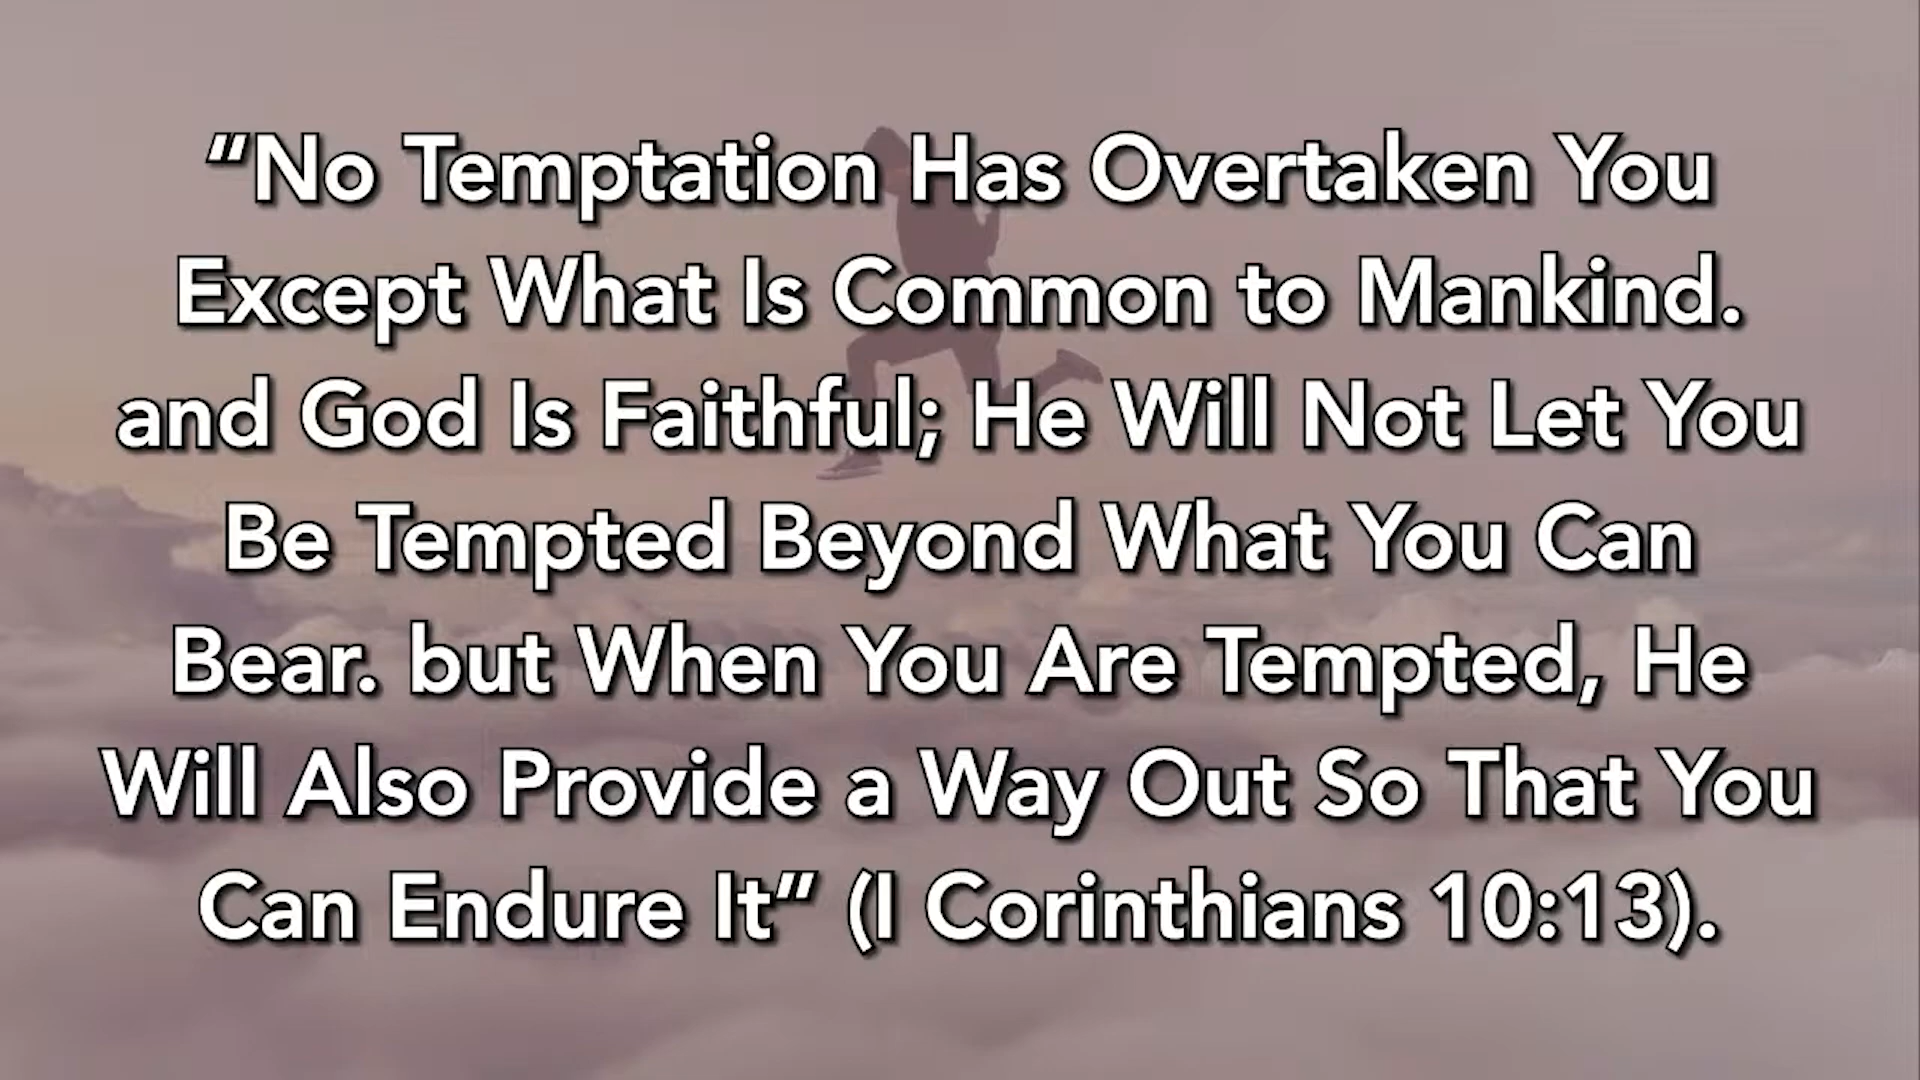 “No Temptation Has Overtaken You
Except What Is Common to Mankind.
and God Is Faithful; He Will Not Let You
Be Tempted Beyond What You Can
Bear. but When You Are Tempted, He
Will Also Provide a Way Out So That You
Can Endure It” (I Corinthians 10:13).